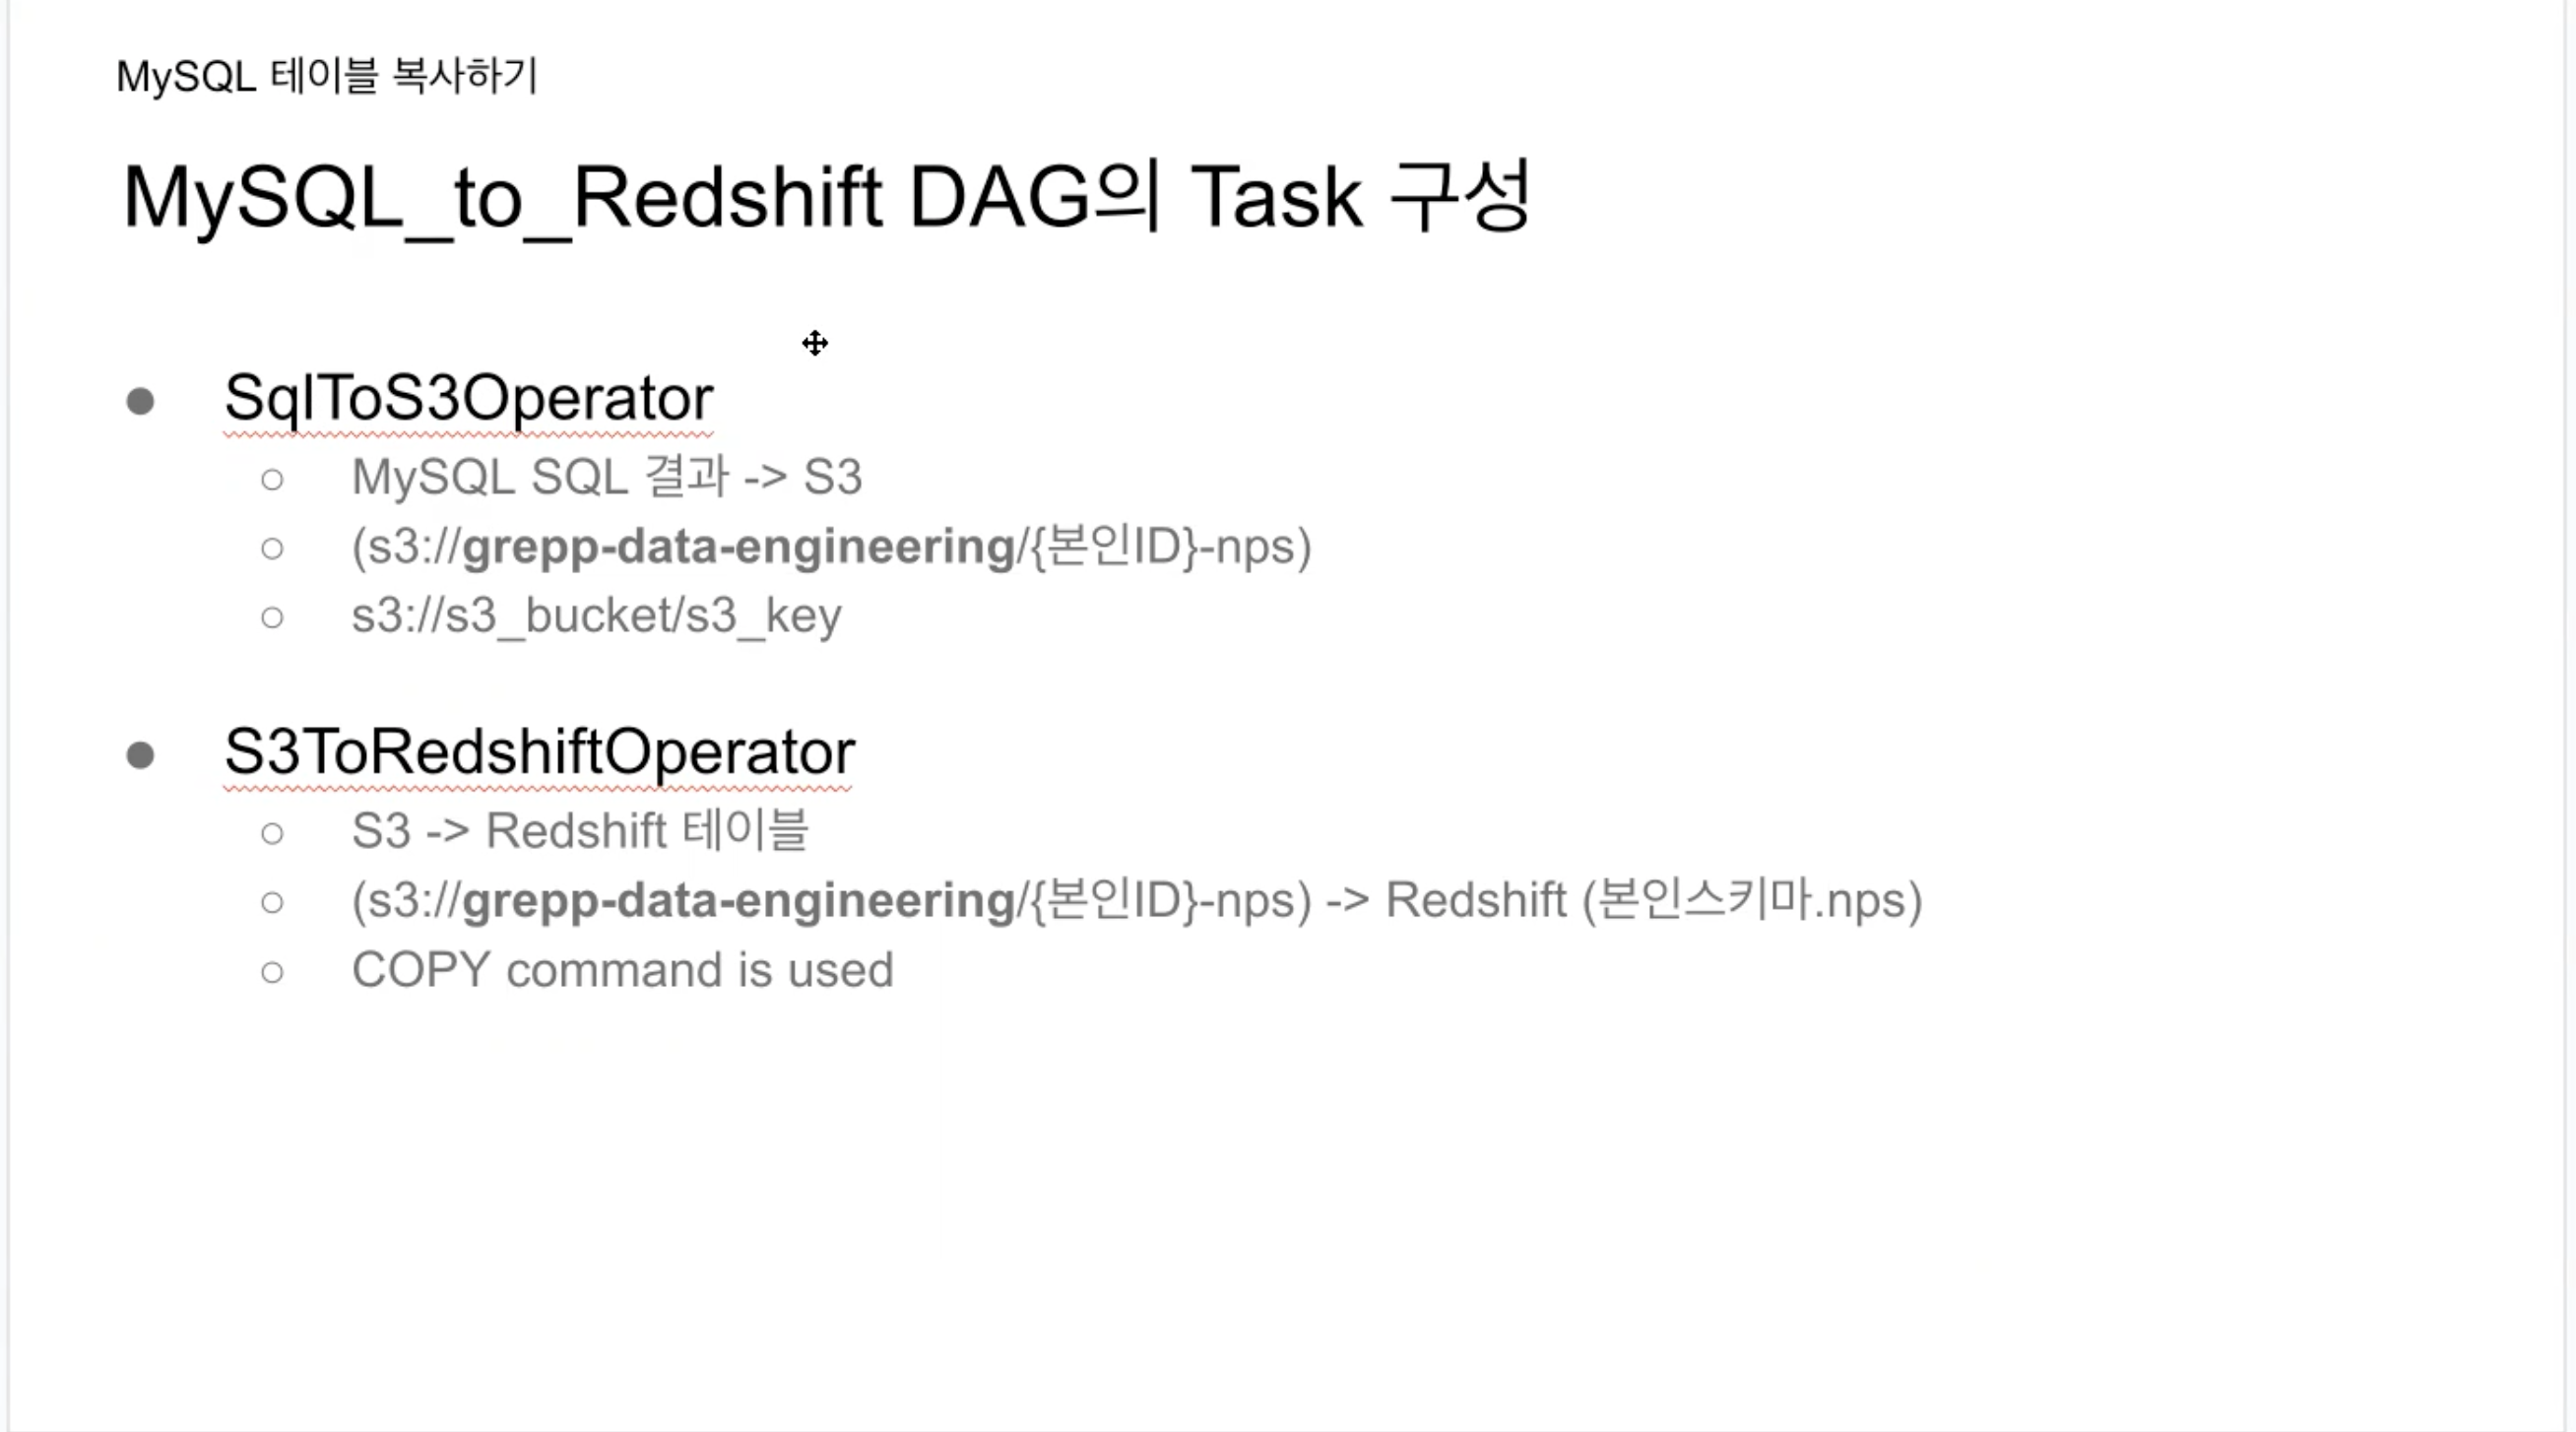 MySQL 테이블 복사하기
MySQL_to_Redshift DAG의 Task 구성
● SqlToS3Operator
○ MySQL SQL 결과 -> S3
○ (s3://grepp-data-engineering/{본인ID}-nps)
○ s3://s3_bucket/s3_key
● S3ToRedshiftOperator
○ S3 -> Redshift 테이블
○ (s3://grepp-data-engineering/{본인ID}-nps) -> Redshift (본인스키마.nps)
○ COPY command is used